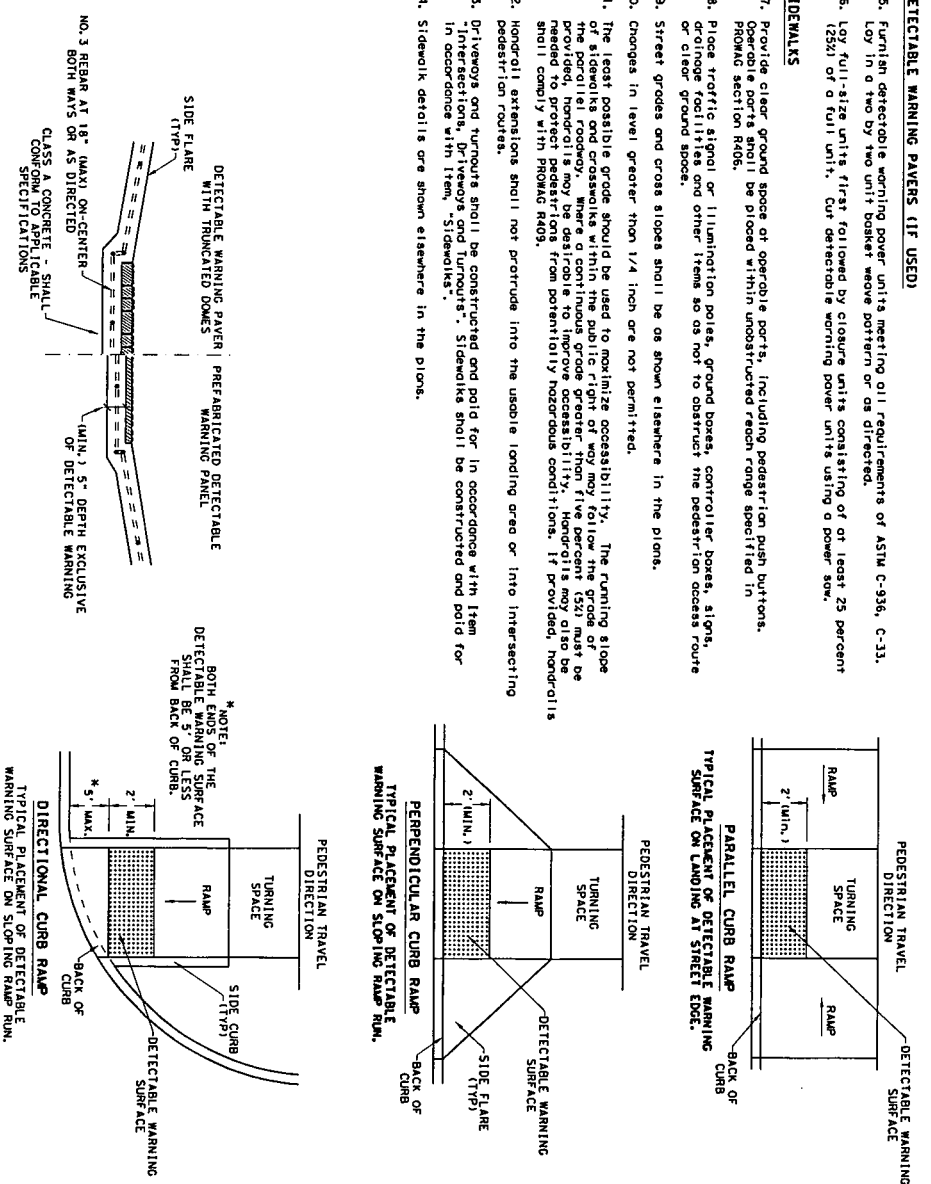 DETECTABLE WARNING PAVERS (IF USED)
5. Furnish detectable warning paver units meeting all requirements of ASTM C-936, C-33.
Lay in a two by two unit basket weave pattern or as directed.
6. Lay full-size units first followed by closure units consisting of at least 25 percent
(25%) of a full unit. Cut detectable warning paver units using a power saw.
IDEWALKS
7. Provide clear ground space at operable parts, including pedestrian push buttons.
Operable parts shall be placed within unobstructed reach range specified in
PROWAG section R406.
8. Place traffic signal or illumination poles, ground boxes, controller boxes, signs,
drainage facilities and other items so as not to obstruct the pedestrian access route
or clear ground space.
9. Street grades and cross slopes shall be as shown elsewhere in the plans.
0. Changes in level greater than 1/4 inch are not permitted.
1. The least possible grade should be used to maximize accessibility. The running slope
of sidewalks and crosswalks within the public right of way may follow the grade of
the parallel roadway. Where a continuous grade greater than five percent (5%) must be
provided, handrails may be desirable to improve accessibility. Handrails may also be
needed to protect pedestrians from potentially hazardous conditions. If provided, handrails
shall comply with PROWAG R409.
2. Handrail extensions shall not protrude into the usable landing area or into intersecting
pedestrian routes.
3. Driveways and turnouts shall be constructed and paid for in accordance with Item
"Intersections, Driveways and Turnouts". Sidewalks shall be constructed and paid for
in accordance with Item, "Sidewalks".
4. Sidewalk details are shown elsewhere in the plans.
DETECTABLE WARNING PAVER
WITH TRUNCATED DOMES
PREFABRICATED DETECTABLE
WARNING PANEL
SIDE FLARE
(TYP)
NO. 3 REBAR AT 18" (MAX) ON-CENTER
BOTH WAYS OR AS DIRECTED
CLASS A CONCRETE - SHALL
CONFORM TO APPLICABLE
SPECIFICATIONS
(MIN.) 5" DEPTH EXCLUSIVE
OF DETECTABLE WARNING
PEDESTRIAN TRAVEL
DIRECTION
DETECTABLE WARNING
SURFACE
RAMP
TURNING
SPACE
RAMP
2' (Min.)
BACK OF
CURB
PARALLEL CURB RAMP
TYPICAL PLACEMENT OF DETECTABLE WARNING
SURFACE ON LANDING AT STREET EDGE.
PEDESTRIAN TRAVEL
DIRECTION
TURNING
SPACE
RAMP
2' (MIN.)
DETECTABLE WARNING
SURFACE
SIDE FLARE
(TYP)
BACK OF
CURB
PERPENDICULAR CURB RAMP
TYPICAL PLACEMENT OF DETECTABLE
WARNING SURFACE ON SLOPING RAMP RUN.
PEDESTRIAN TRAVEL
DIRECTION
TURNING
SPACE
RAMP
SIDE CURB
(TYP)
2' MIN.
* 5' MAX.
*NOTE:
BOTH ENDS OF THE
DETECTABLE WARNING SURFACE
SHALL BE 5' OR LESS
FROM BACK OF CURB.
DETECTABLE WARNING
SURFACE
BACK OF
CURB
DIRECTIONAL CURB RAMP
TYPICAL PLACEMENT OF DETECTABLE
WARNING SURFACE ON SLOPING RAMP RUN.